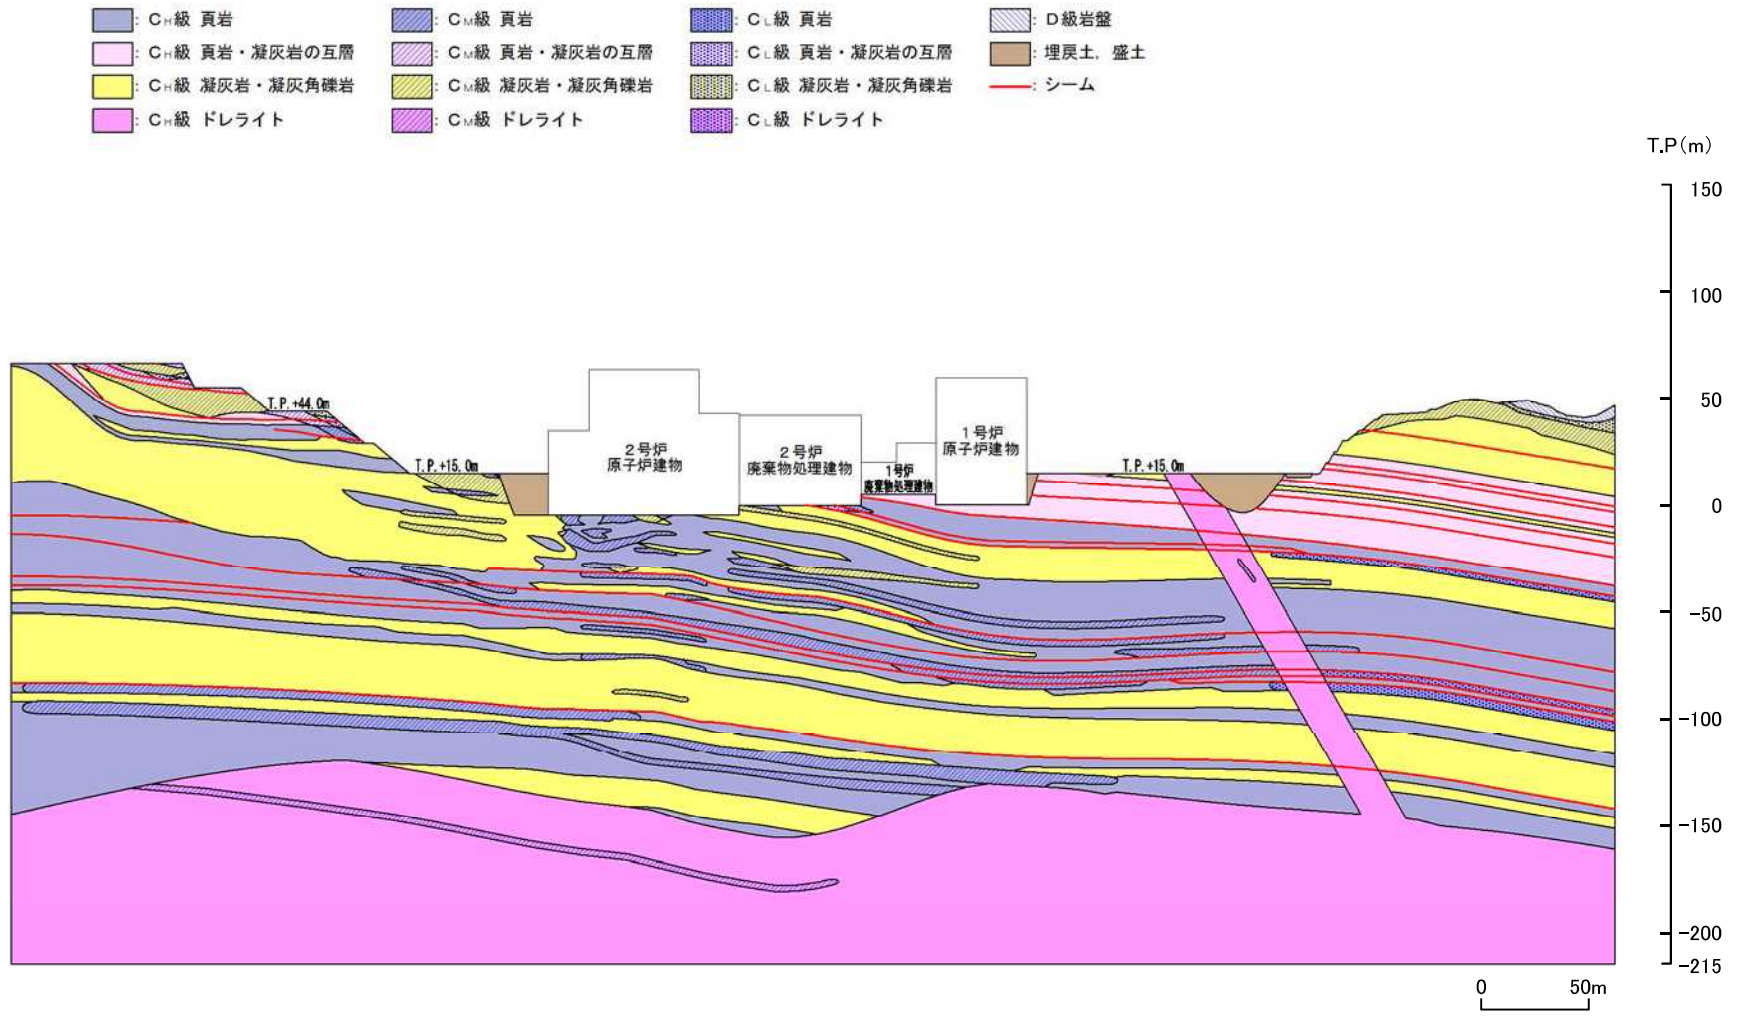 : CH級 頁岩
: CM級 頁岩
: CL級 頁岩
: D級岩盤
: CH級 頁岩・凝灰岩の互層
: CM級 頁岩・凝灰岩の互層
: CL級 頁岩・凝灰岩の互層
: 埋戻土, 盛土
: CH級 凝灰岩・凝灰角礫岩
: CM級 凝灰岩・凝灰角礫岩
: CL級 凝灰岩・凝灰角礫岩
: シーム
: CH級 ドレライト
: CM級 ドレライト
: CL級 ドレライト
T.P(m)
150
100
50
0
-50
-100
-150
-200
-215
T.P.+44.0m
T.P.+15.0m
2号炉
原子炉建物
2号炉
廃棄物処理建物
1号炉
廃棄物処理建物
1号炉
原子炉建物
T.P.+15.0m
0 50m